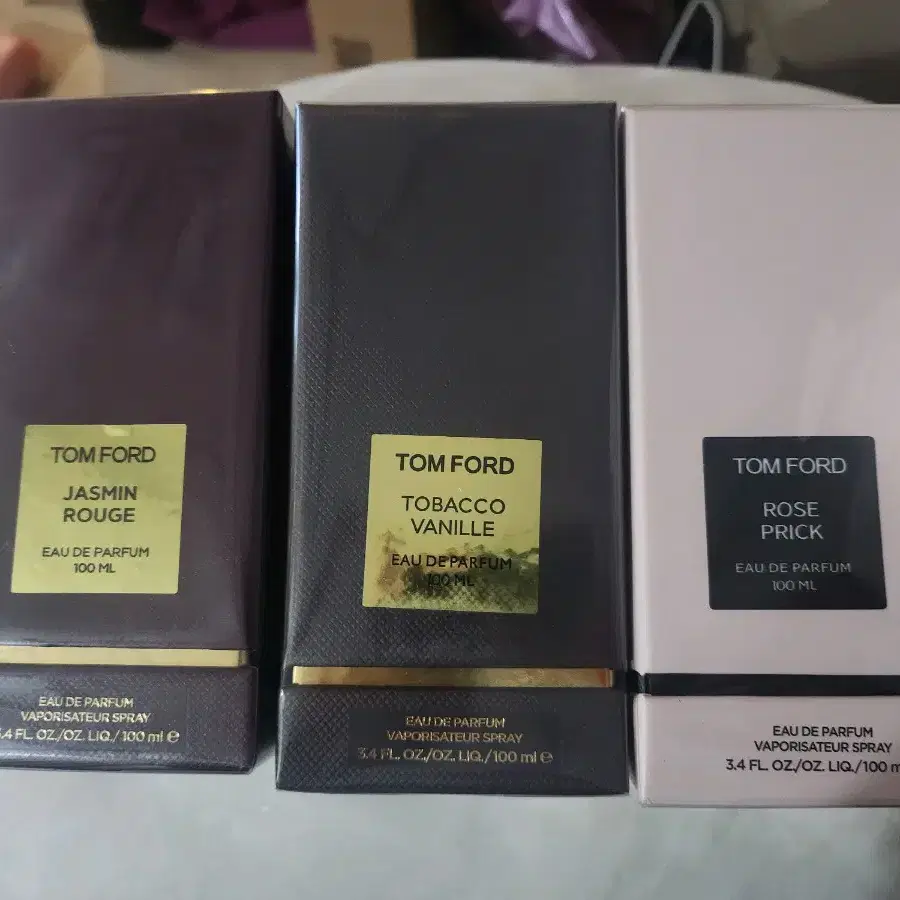 TOM FORD
JASMIN
ROUGE
EAU DE PARFUM
100 ML
EAU DE PARFUM
VAPORISATEUR SPRAY
3.4 FL. OZ./OZ. LIQ./100 ml ℮
TOM FORD
TOBACCO
VANILLE
EAU DE PARFUM
100 ML
EAU DE PARFUM
VAPORISATEUR SPRAY
3.4 FL. OZ./OZ. LIQ./100 ml ℮
TOM FORD
ROSE
PRICK
EAU DE PARFUM
100 ML
EAU DE PARFUM
VAPORISATEUR SPRAY
3.4 FL. OZ./OZ. LIQ./100 m